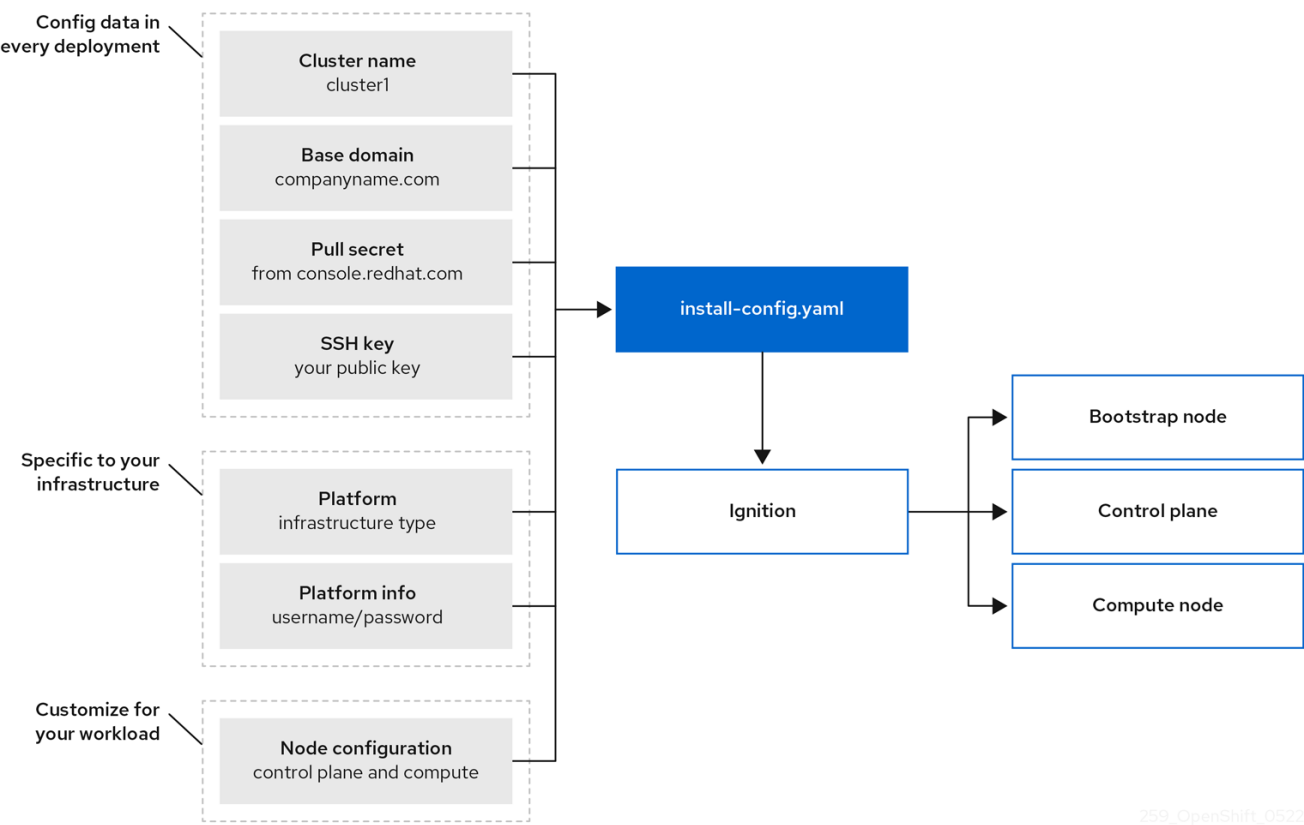 Config data in
every deployment
Cluster name
cluster1
Base domain
companyname.com
Pull secret
from console.redhat.com
SSH key
your public key
Specific to your
infrastructure
Platform
infrastructure type
Platform info
username/password
Customize for
your workload
Node configuration
control plane and compute
install-config.yaml
Ignition
Bootstrap node
Control plane
Compute node
259_OpenShift_0522